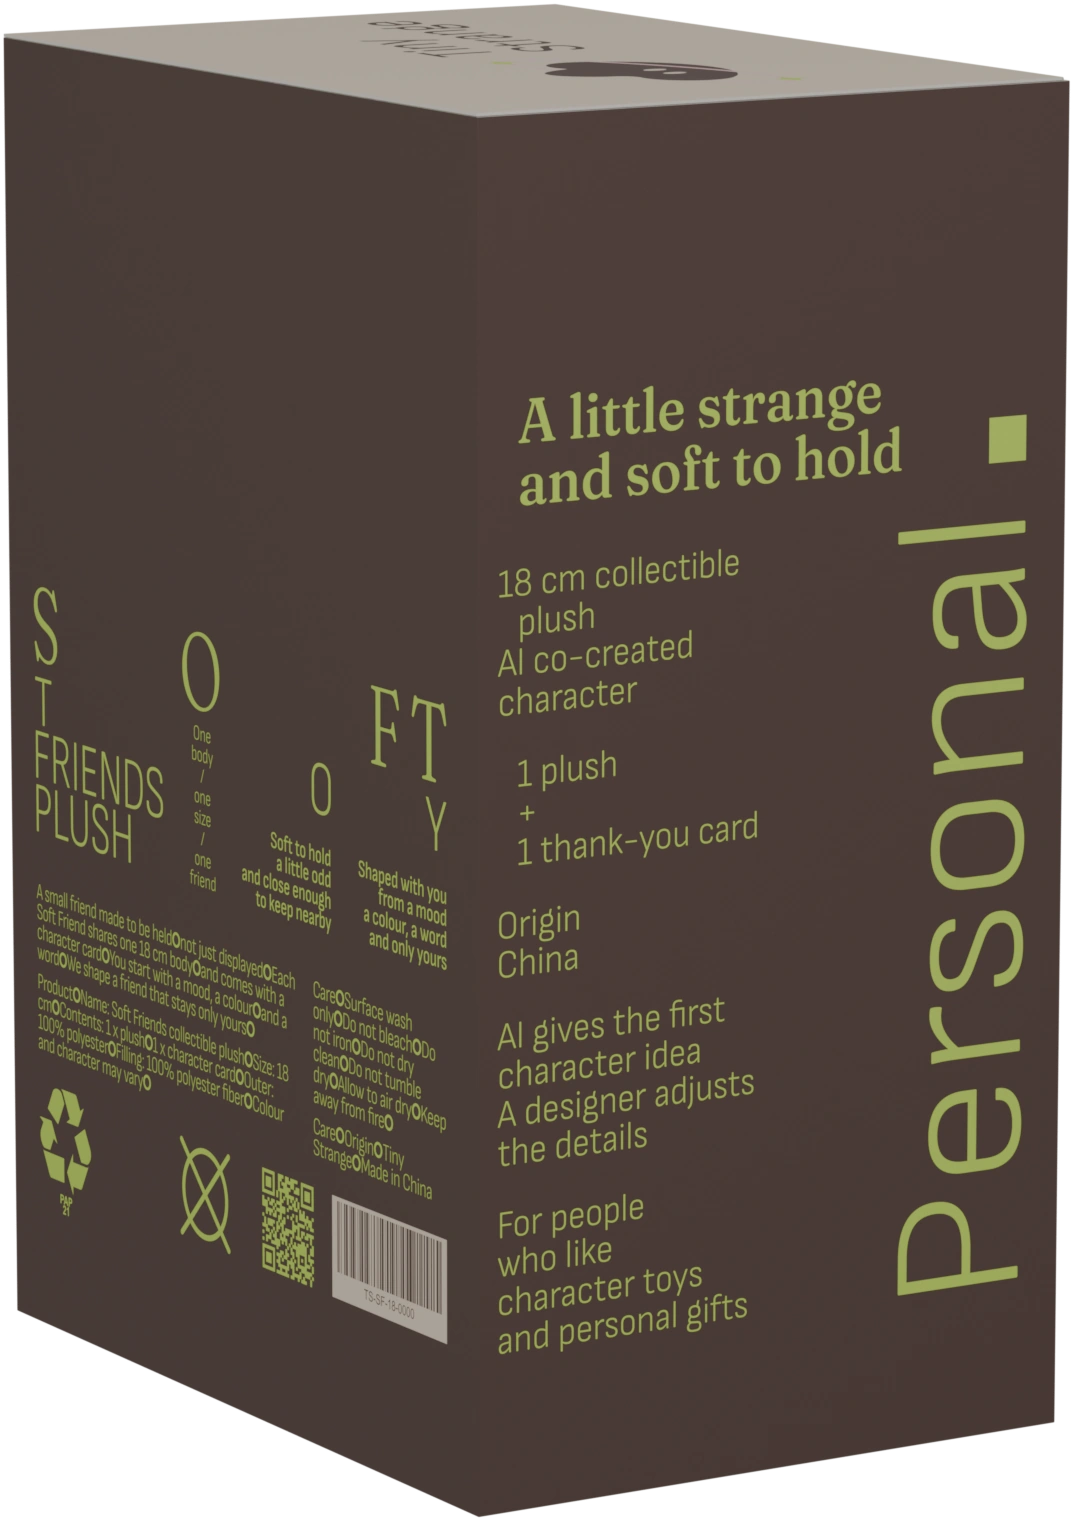 Tiny
Strange
S
O
T
FT
O
Y
FRIENDS
PLUSH
One
body
/
one
size
/
one
friend
Soft to hold
a little odd
and close enough
to keep nearby
Shaped with you
from a mood
a colour, a word
and only yours
A small friend made to be heldOnot just displayedOEach
Soft Friend shares one 18 cm bodyOand comes with a
character cardOYou start with a mood, a colourOand a
wordOWe shape a friend that stays only yoursO
ProductOName: Soft Friends collectible plushOSize: 18
cmOContents: 1 x plushO1 x character cardOOuter:
100% polyesterOFilling: 100% polyester fiberOColour
and character may varyO
CareOSurface wash
onlyODo not bleachODo
not ironODo not dry
cleanODo not tumble
dryOAllow to air dryOKeep
away from fireO
CareOOriginOTiny
StrangeOMade in China
PAP
21
TS-SF-18-0000
A little strange
and soft to hold
18 cm collectible
plush
AI co-created
character
1 plush
+
1 thank-you card
Origin
China
AI gives the first
character idea
A designer adjusts
the details
For people
who like
character toys
and personal gifts
Personal.